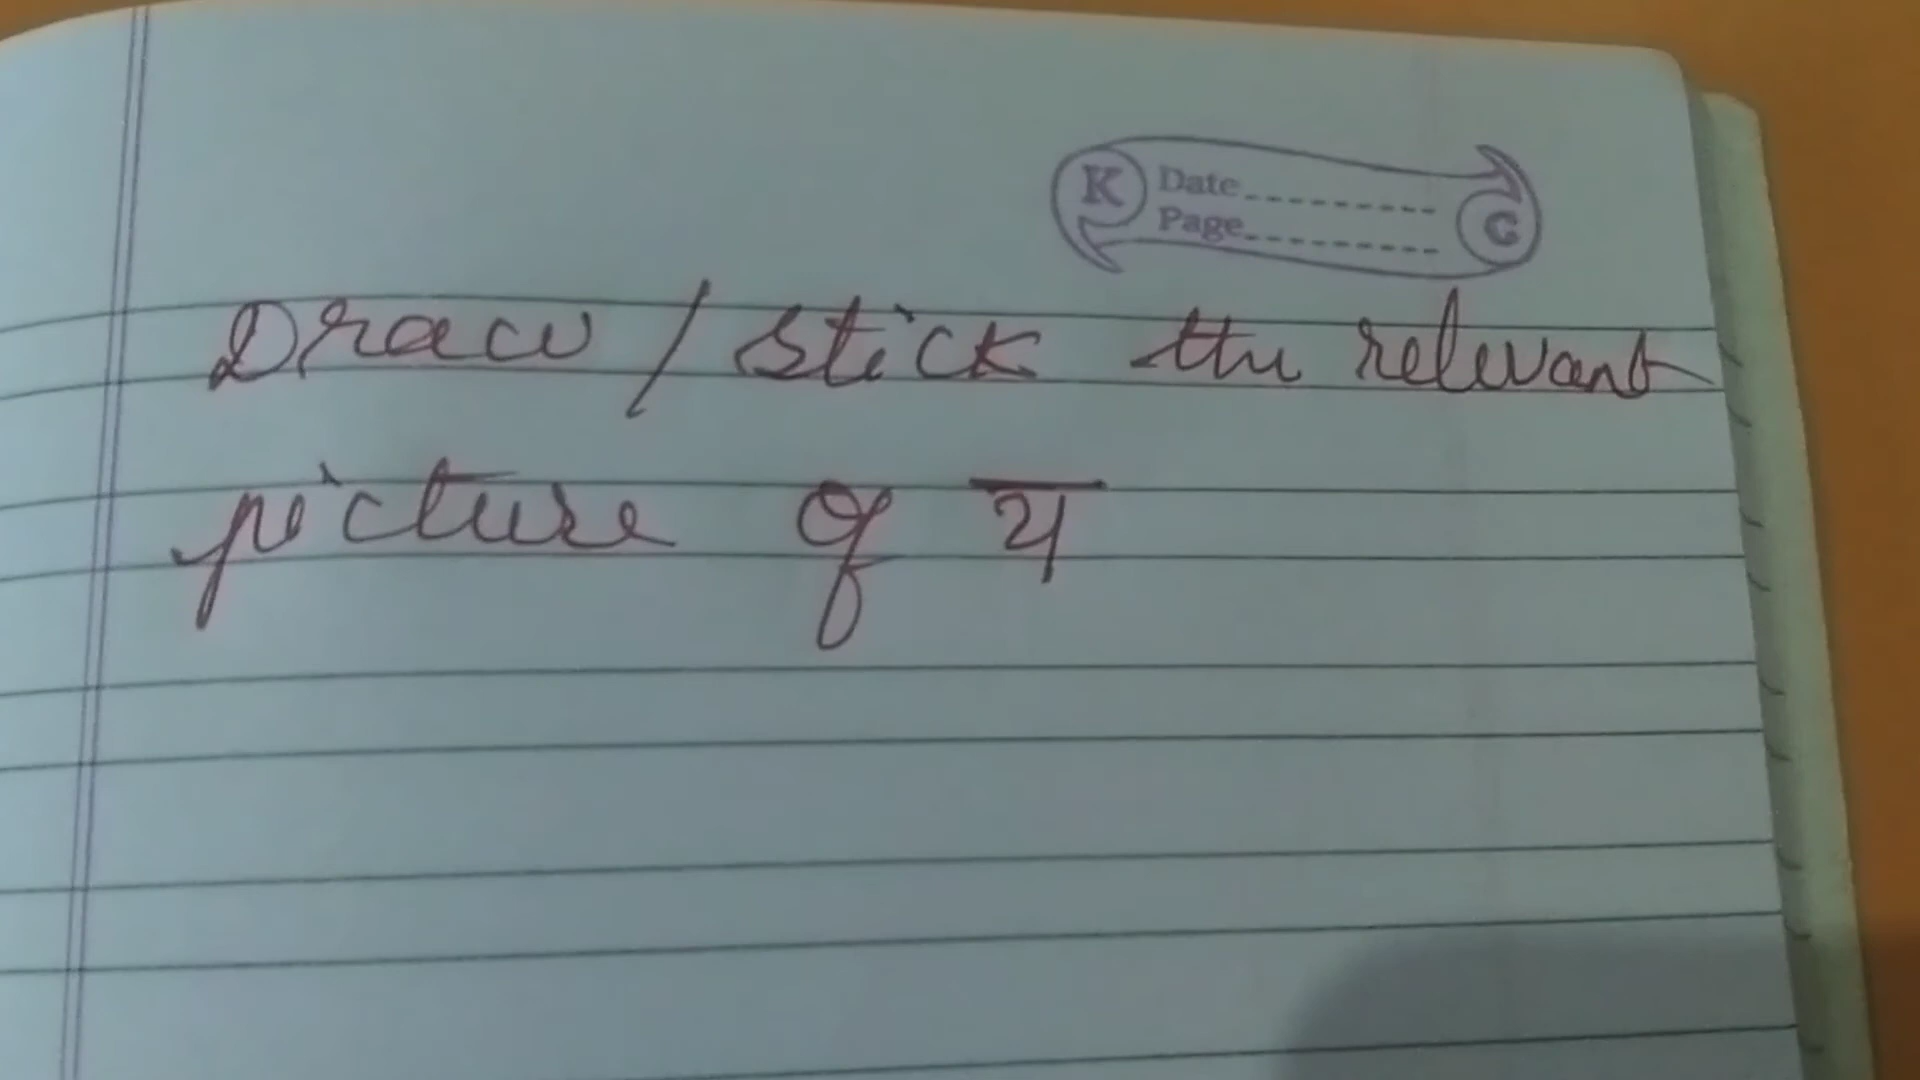 K Date
Page C
Draw / stick the relevant
picture of य